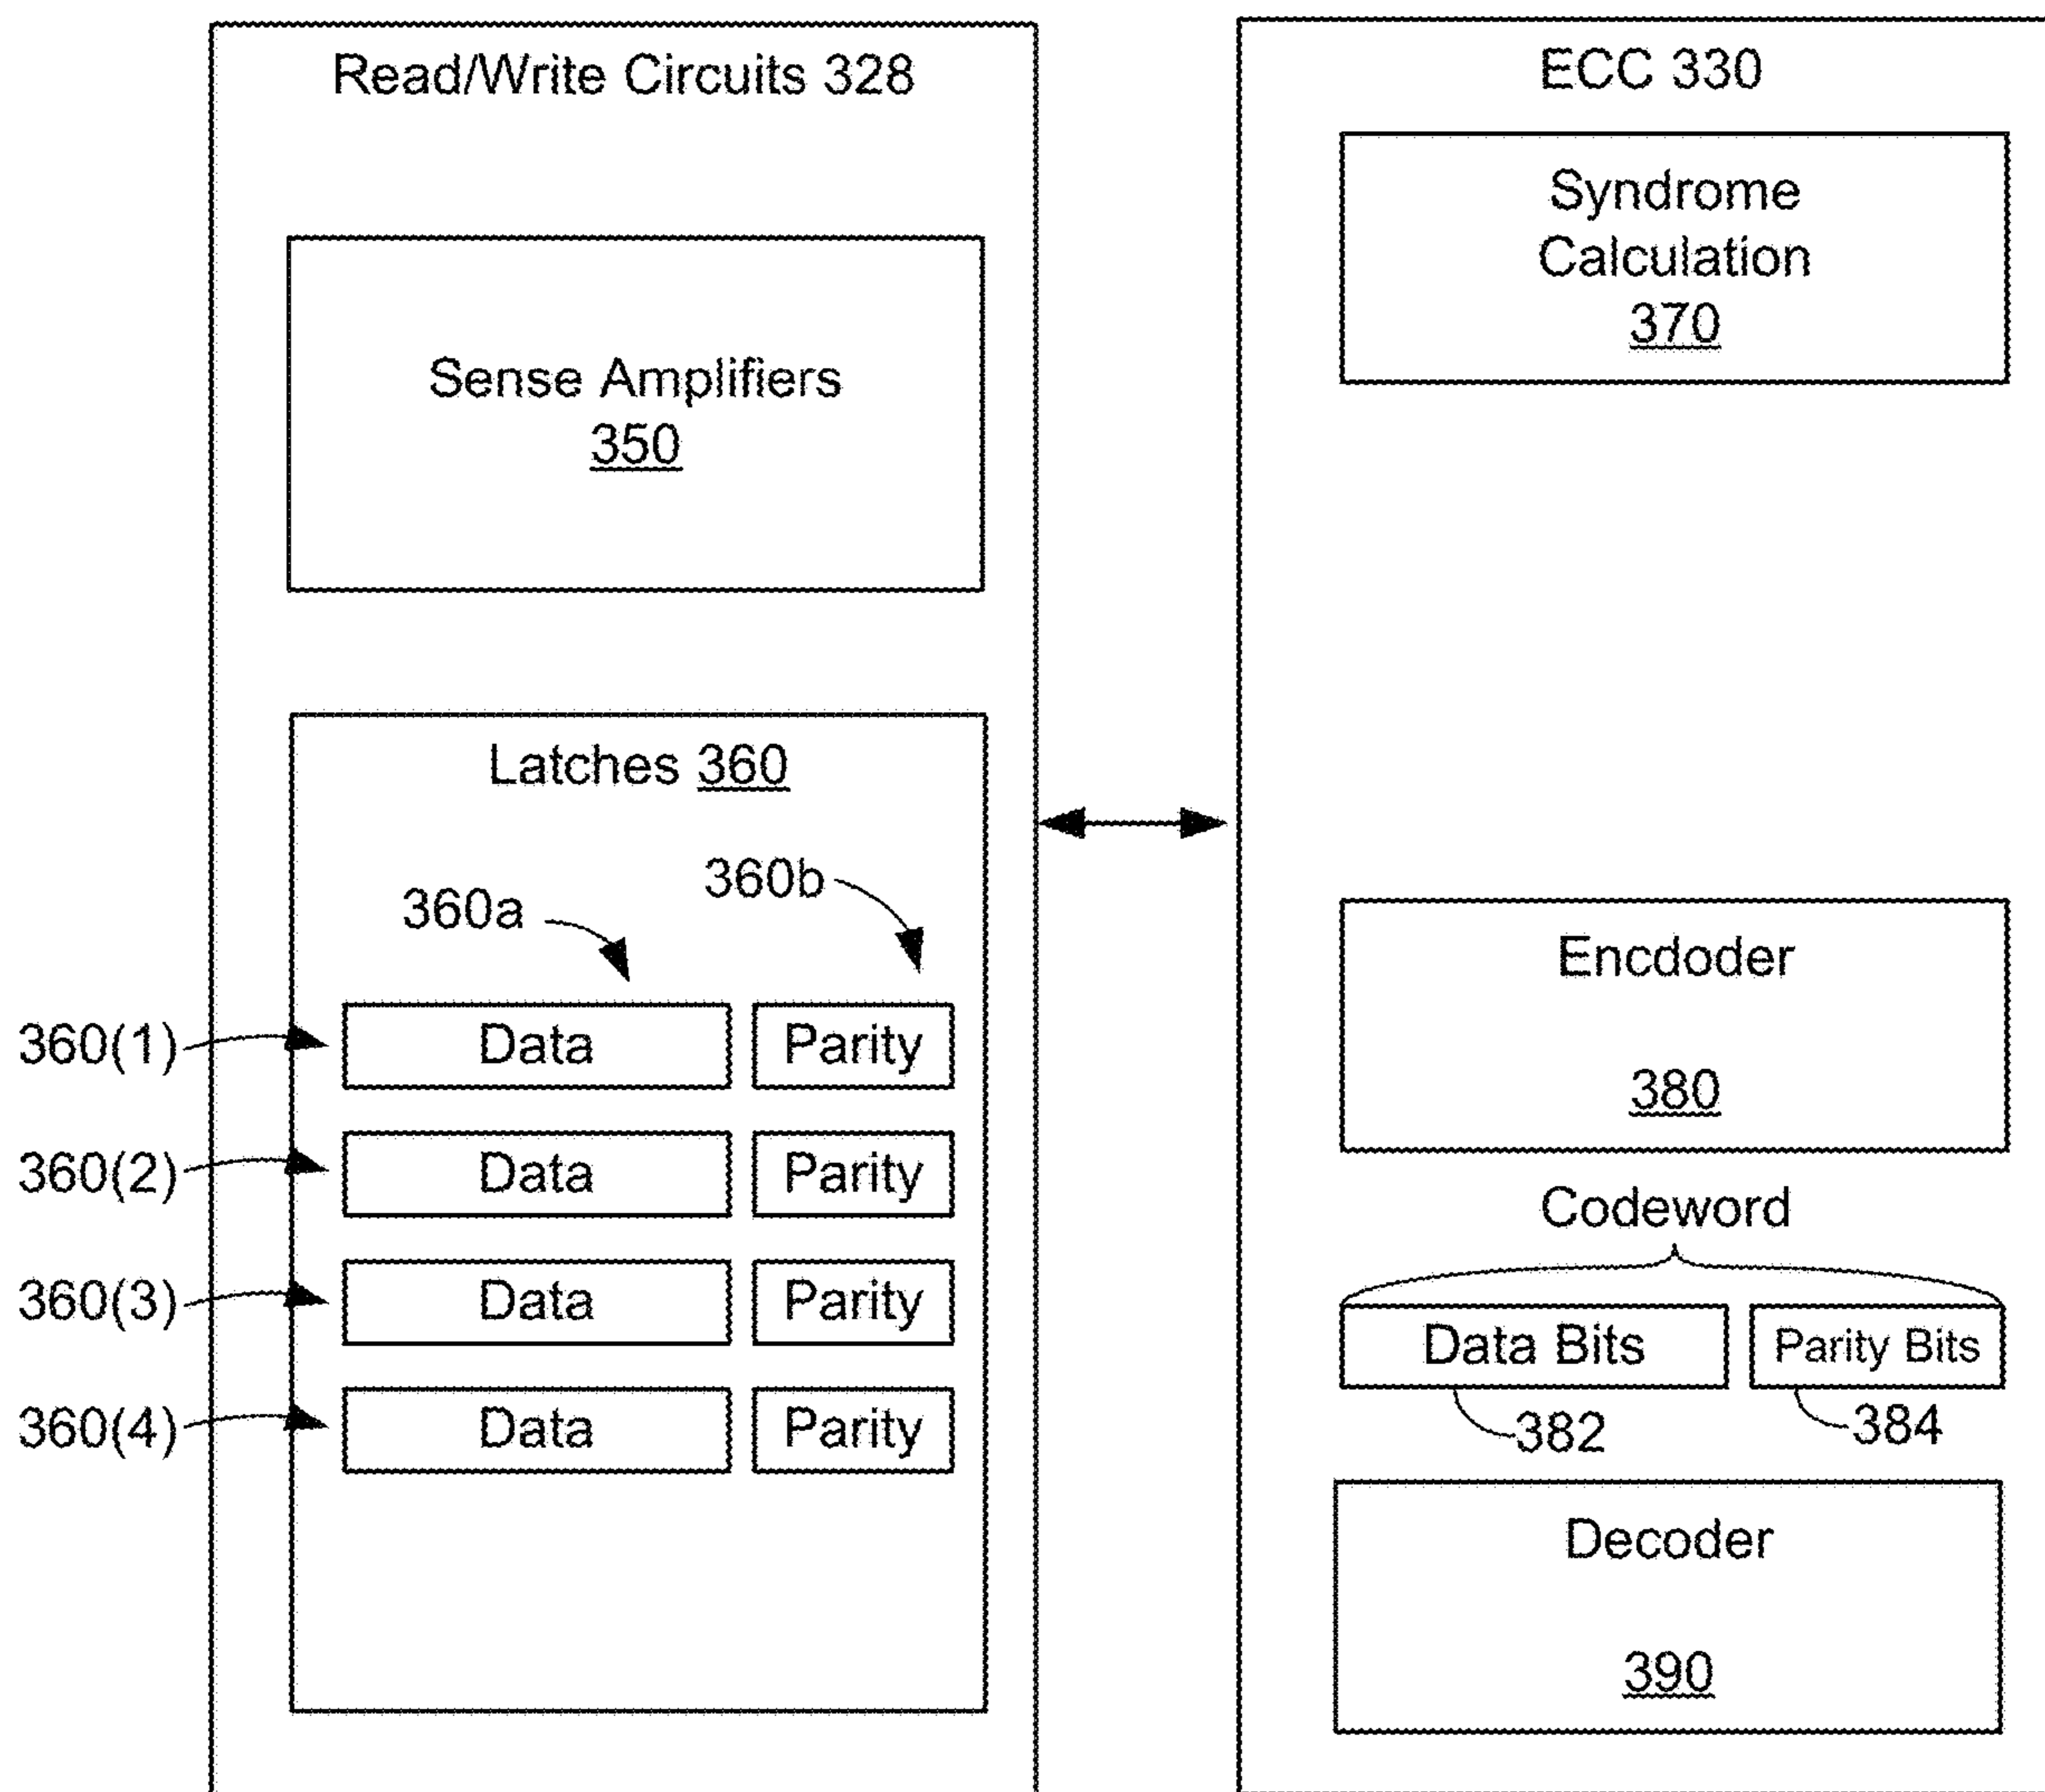 Read/Write Circuits 328
Sense Amplifiers
350
Latches 360
360a
360b
360(1)
Data
Parity
360(2)
Data
Parity
360(3)
Data
Parity
360(4)
Data
Parity
ECC 330
Syndrome
Calculation
370
Encdoder
380
Codeword
Data Bits
Parity Bits
382
384
Decoder
390